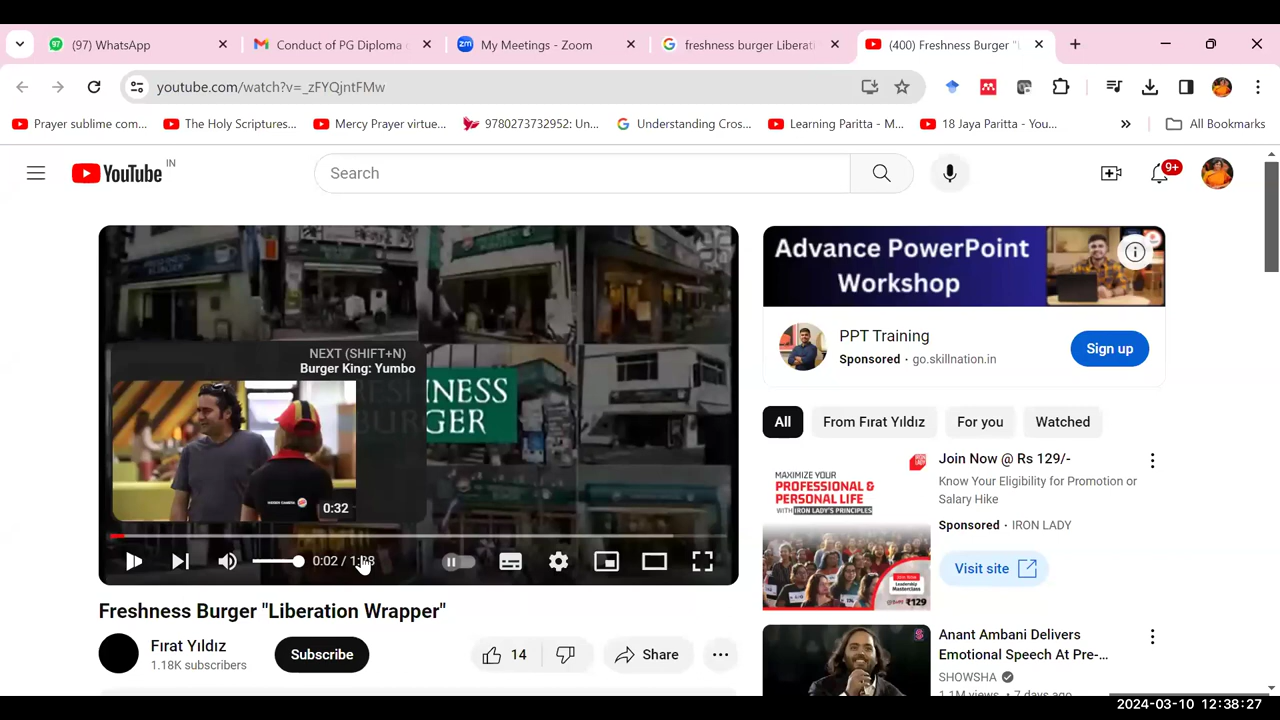 (97) WhatsApp
Conduct of PG Diploma
My Meetings - Zoom
freshness burger Liberati
(400) Freshness Burger "L
youtube.com/watch?v=_zFYQjntFMw
Prayer sublime com...
The Holy Scriptures...
Mercy Prayer virtue...
9780273732952: Un...
Understanding Cros...
Learning Paritta - M...
18 Jaya Paritta - You...
All Bookmarks
YouTube IN
Search
9+
NEXT (SHIFT+N)
Burger King: Yumbo
0:32
0:02 /
Advance PowerPoint
Workshop
PPT Training
Sponsored · go.skillnation.in
Sign up
All
From Fırat Yıldız
For you
Watched
MAXIMIZE YOUR
PROFESSIONAL &
PERSONAL LIFE
WITH IRON LADY'S PRINCIPLES
₹129
Join Now @ Rs 129/-
Know Your Eligibility for Promotion or
Salary Hike
Sponsored · IRON LADY
Visit site
Freshness Burger "Liberation Wrapper"
Fırat Yıldız
1.18K subscribers
Subscribe
14
Share
Anant Ambani Delivers
Emotional Speech At Pre-...
SHOWSHA
1.1M views · 7 days ago
2024-03-10 12:38:27